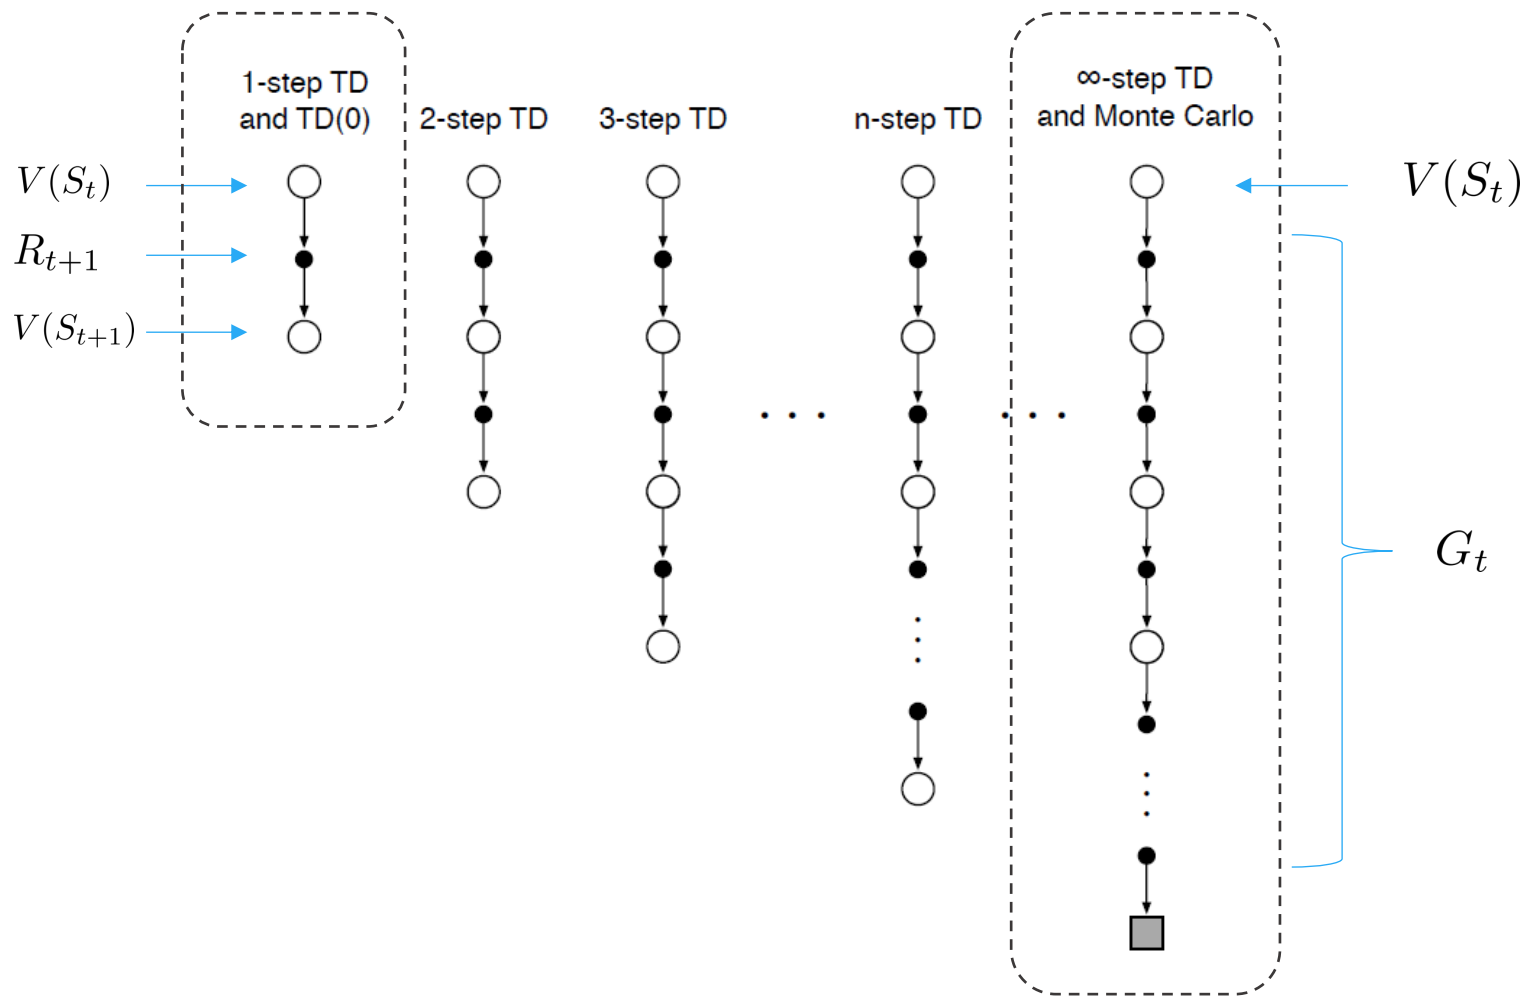 1-step TD
and TD(0)
2-step TD
3-step TD
n-step TD
∞-step TD
and Monte Carlo
V(S_t)
R_{t+1}
V(S_{t+1})
. . .
. . .
V(S_t)
G_t